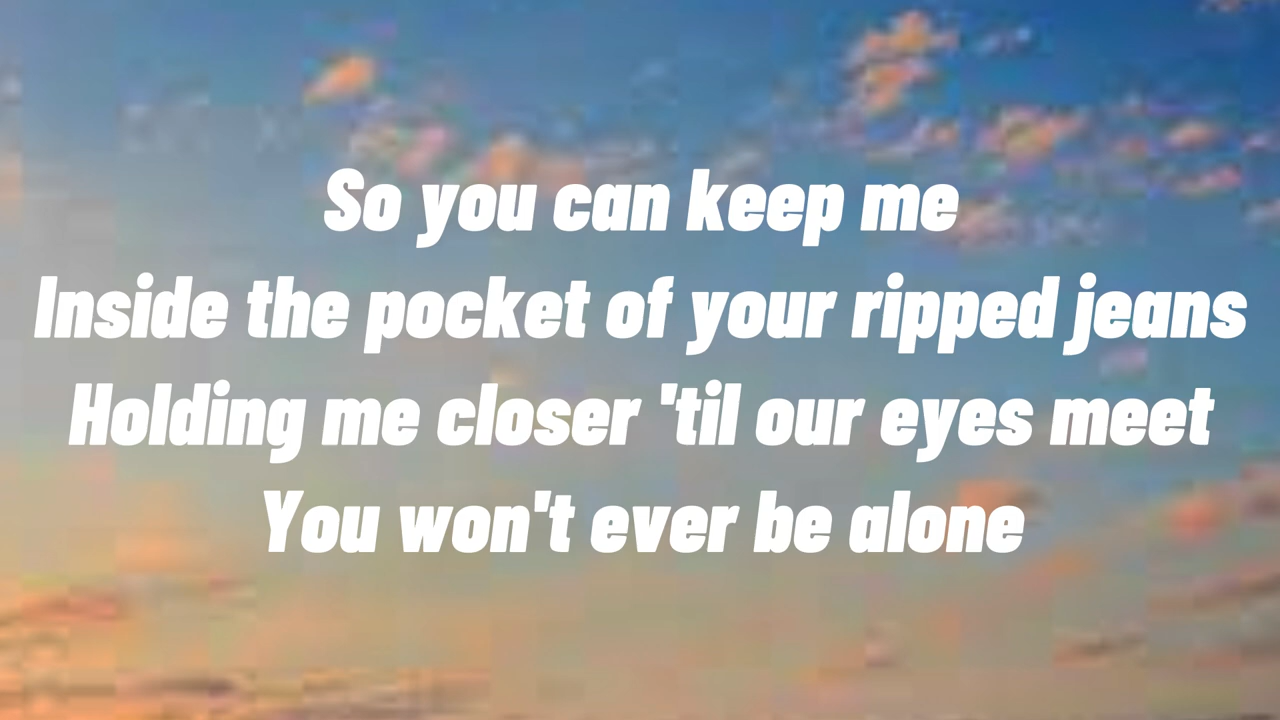 So you can keep me
Inside the pocket of your ripped jeans
Holding me closer 'til our eyes meet
You won't ever be alone